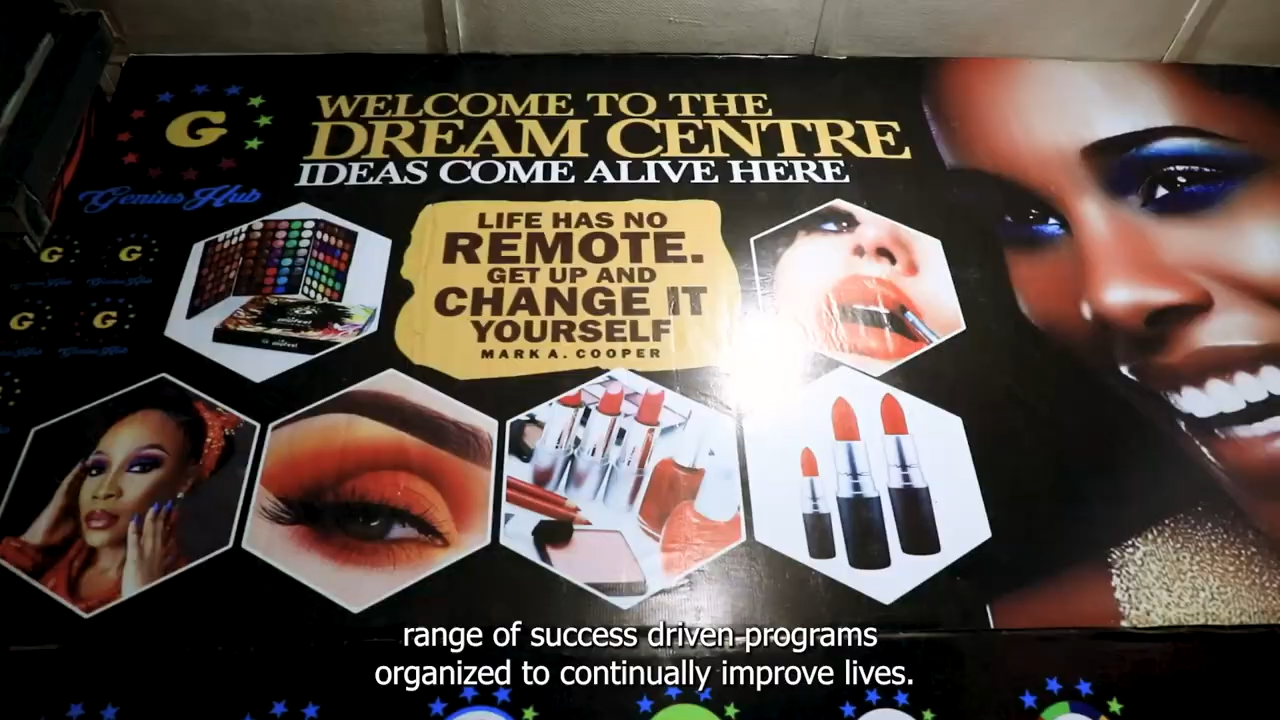 G
Genius Hub
WELCOME TO THE
DREAM CENTRE
IDEAS COME ALIVE HERE
LIFE HAS NO
REMOTE.
GET UP AND
CHANGE IT
YOURSELF
MARK A. COOPER
G G
G G
range of success driven programs
organized to continually improve lives.